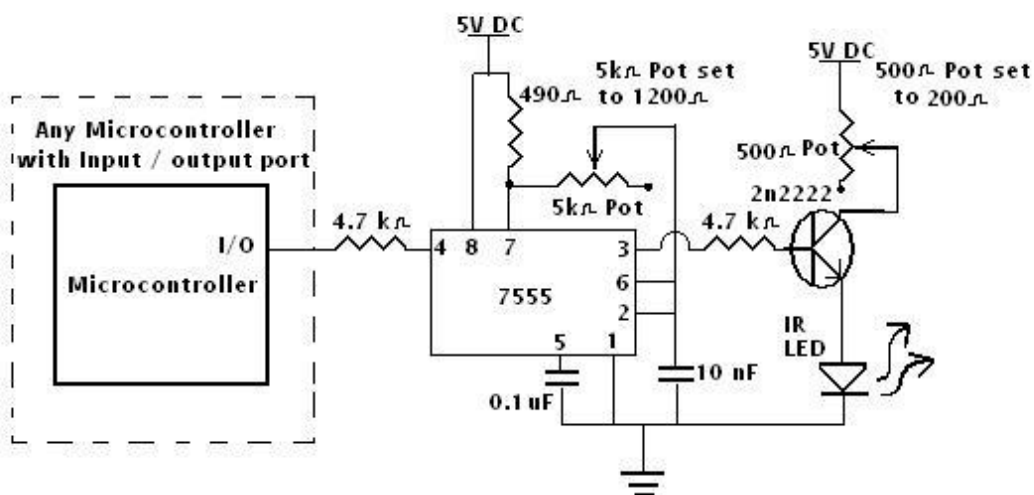 5V DC
5kΩ Pot set
to 1200Ω
490Ω
5V DC
500Ω Pot set
to 200Ω
500Ω Pot
2n2222
Any Microcontroller
with Input / output port
I/O
Microcontroller
4.7 kΩ
5kΩ Pot
4 8 7 3
7555
6
2
5 1
4.7 kΩ
IR
LED
0.1 uF
10 nF